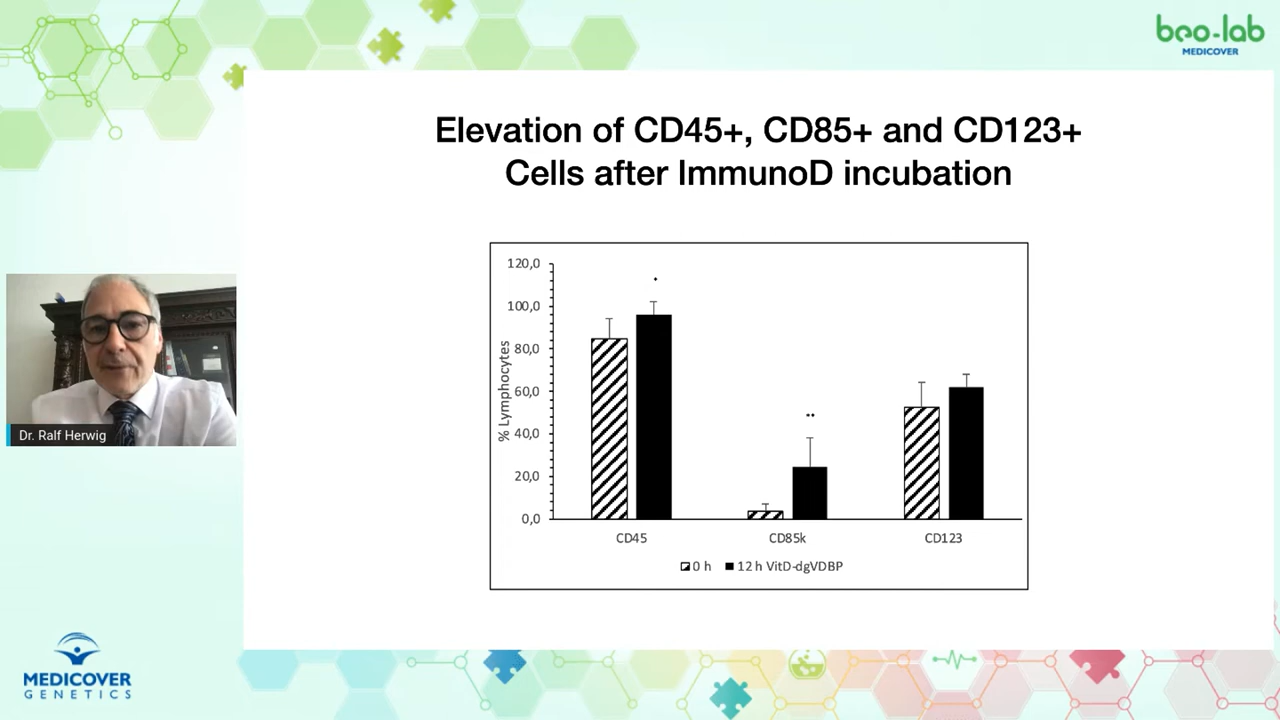 beo-lab
MEDICOVER
Elevation of CD45+, CD85+ and CD123+
Cells after ImmunoD incubation
120,0
100,0
80,0
60,0
40,0
20,0
0,0
% Lymphocytes
*
**
CD45
CD85k
CD123
0 h
12 h VitD-dgVDBP
Dr. Ralf Herwig
MEDICOVER
GENETICS